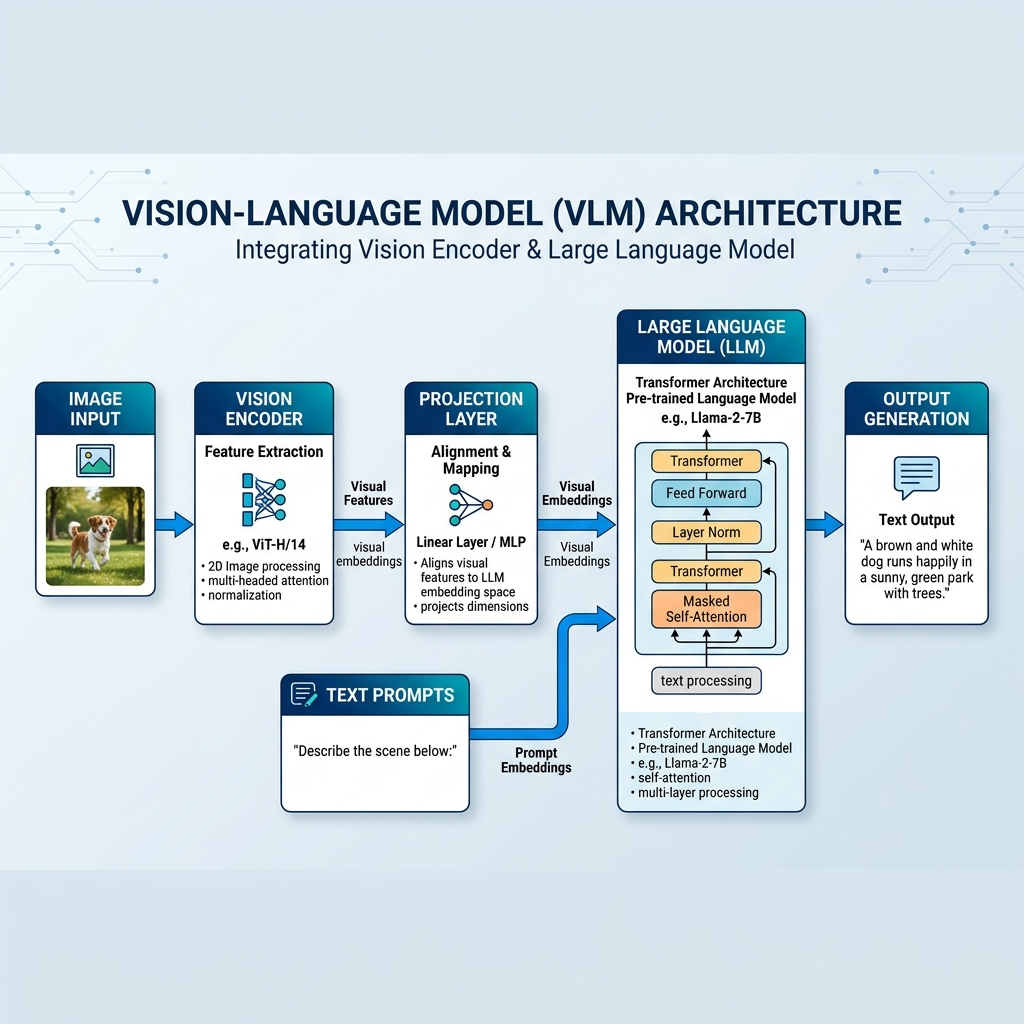 VISION-LANGUAGE MODEL (VLM) ARCHITECTURE
Integrating Vision Encoder & Large Language Model
IMAGE
INPUT
VISION
ENCODER
Feature Extraction
e.g., ViT-H/14
• 2D Image processing
• multi-headed attention
• normalization
Visual
Features
visual
embeddings
PROJECTION
LAYER
Alignment &
Mapping
Linear Layer / MLP
• Aligns visual
features to LLM
embedding space
• projects dimensions
Visual
Embeddings
Visual
Embeddings
TEXT PROMPTS
"Describe the scene below:"
Prompt
Embeddings
LARGE LANGUAGE
MODEL (LLM)
Transformer Architecture
Pre-trained Language Model
e.g., Llama-2-7B
Transformer
Feed Forward
Layer Norm
Transformer
Masked
Self-Attention
text processing
• Transformer Architecture
• Pre-trained Language Model
• e.g., Llama-2-7B
• self-attention
• multi-layer processing
OUTPUT
GENERATION
Text Output
"A brown and white
dog runs happily in
a sunny, green park
with trees."